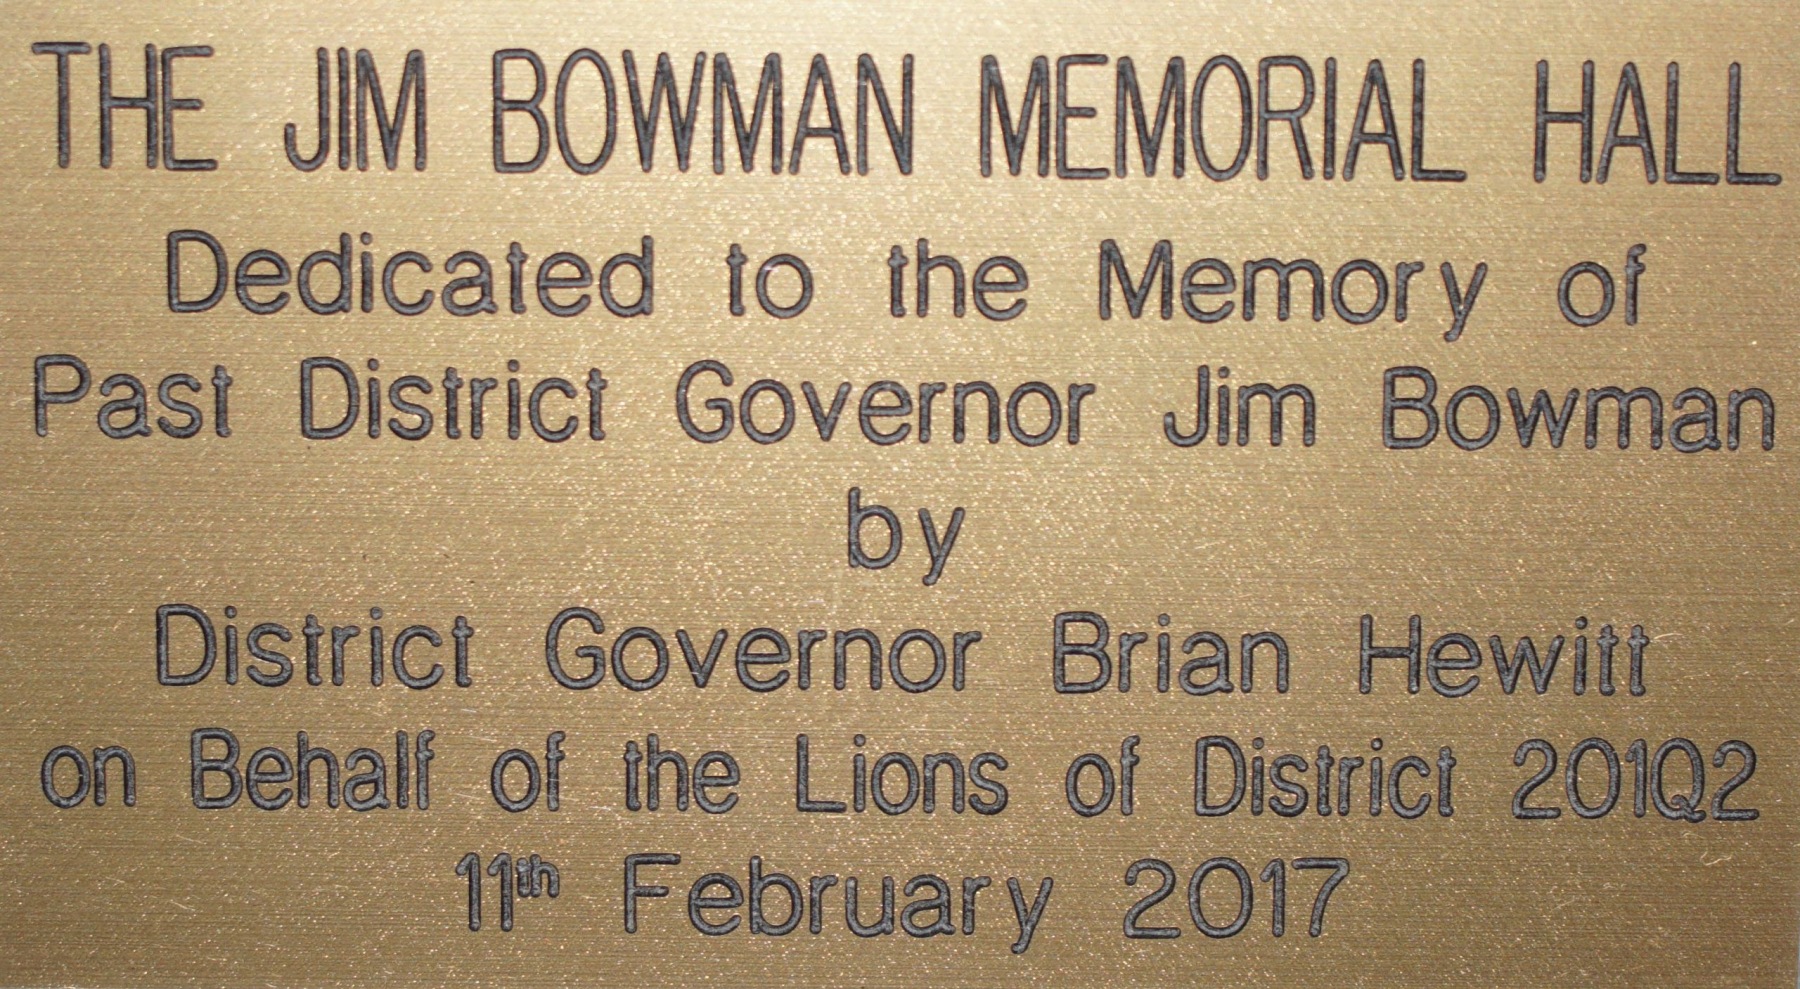 THE JIM BOWMAN MEMORIAL HALL
Dedicated to the Memory of
Past District Governor Jim Bowman
by
District Governor Brian Hewitt
on Behalf of the Lions of District 201Q2
11th February 2017